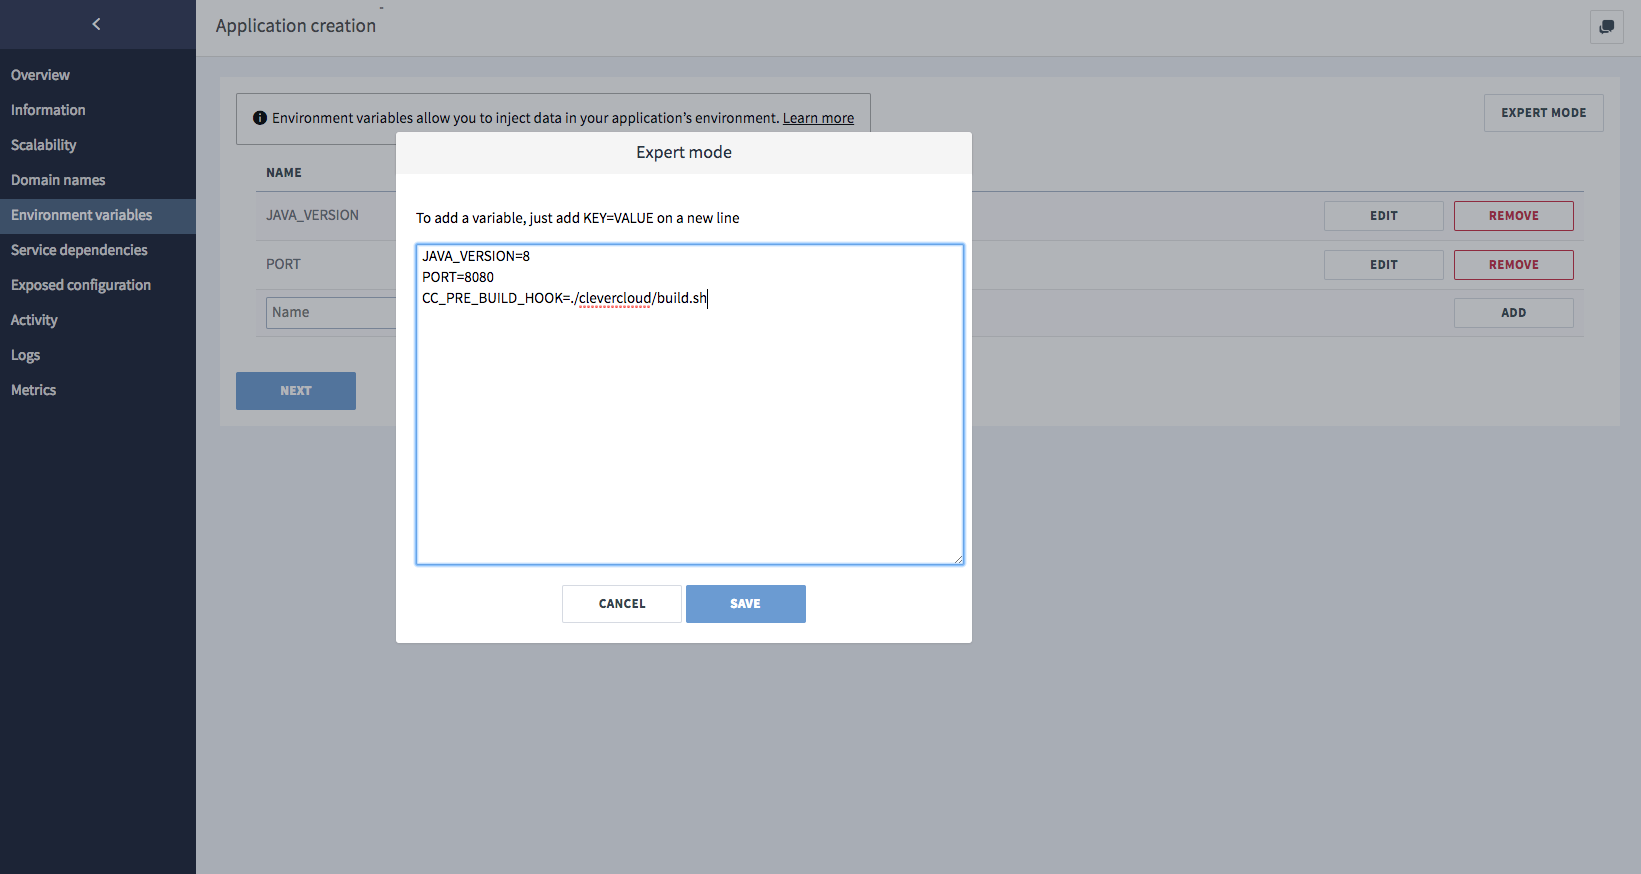 Application creation
Overview
Information
Scalability
Domain names
Environment variables
Service dependencies
Exposed configuration
Activity
Logs
Metrics
Environment variables allow you to inject data in your application's environment. Learn more
EXPERT MODE
NAME
JAVA_VERSION
EDIT
REMOVE
PORT
EDIT
REMOVE
Name
ADD
NEXT
Expert mode
To add a variable, just add KEY=VALUE on a new line
JAVA_VERSION=8
PORT=8080
CC_PRE_BUILD_HOOK=./clevercloud/build.sh
CANCEL
SAVE